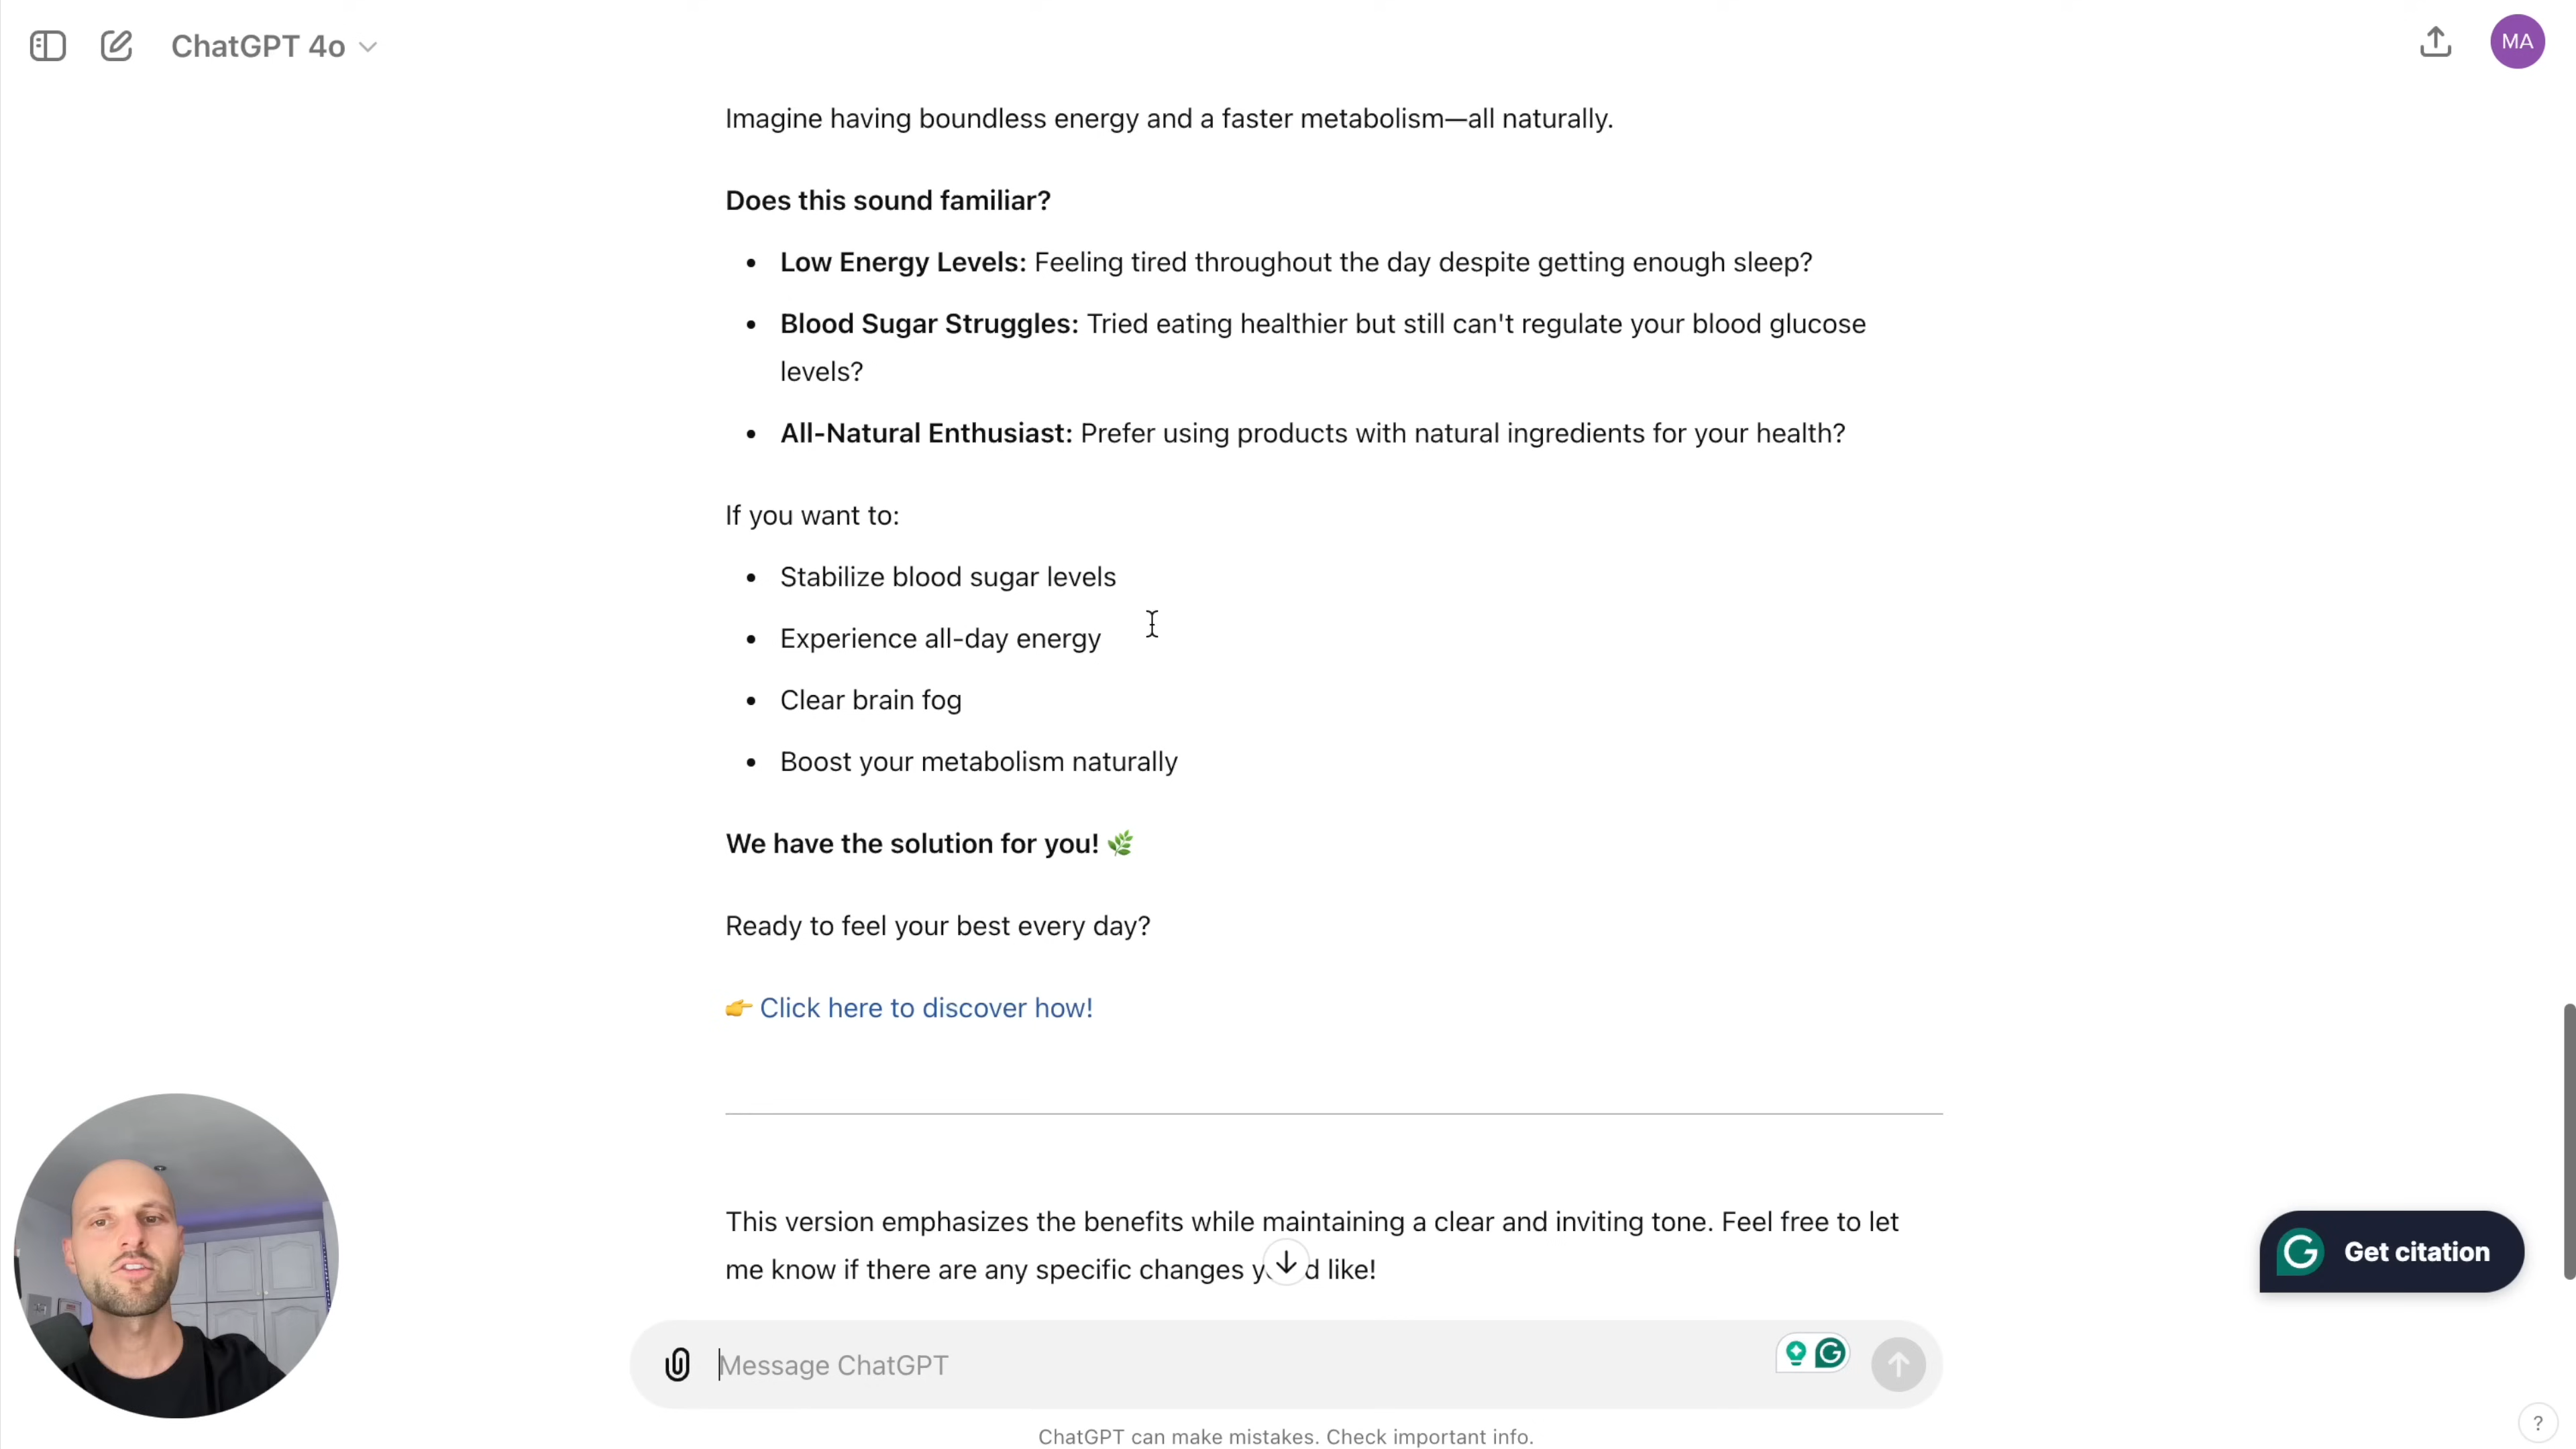 ChatGPT 4o
MA
Imagine having boundless energy and a faster metabolism—all naturally.
Does this sound familiar?
• Low Energy Levels: Feeling tired throughout the day despite getting enough sleep?
• Blood Sugar Struggles: Tried eating healthier but still can't regulate your blood glucose
levels?
• All-Natural Enthusiast: Prefer using products with natural ingredients for your health?
If you want to:
• Stabilize blood sugar levels
• Experience all-day energy
• Clear brain fog
• Boost your metabolism naturally
We have the solution for you! 🌿
Ready to feel your best every day?
👉 Click here to discover how!
This version emphasizes the benefits while maintaining a clear and inviting tone. Feel free to let
me know if there are any specific changes like!
G Get citation
Message ChatGPT
G
ChatGPT can make mistakes. Check important info.
?